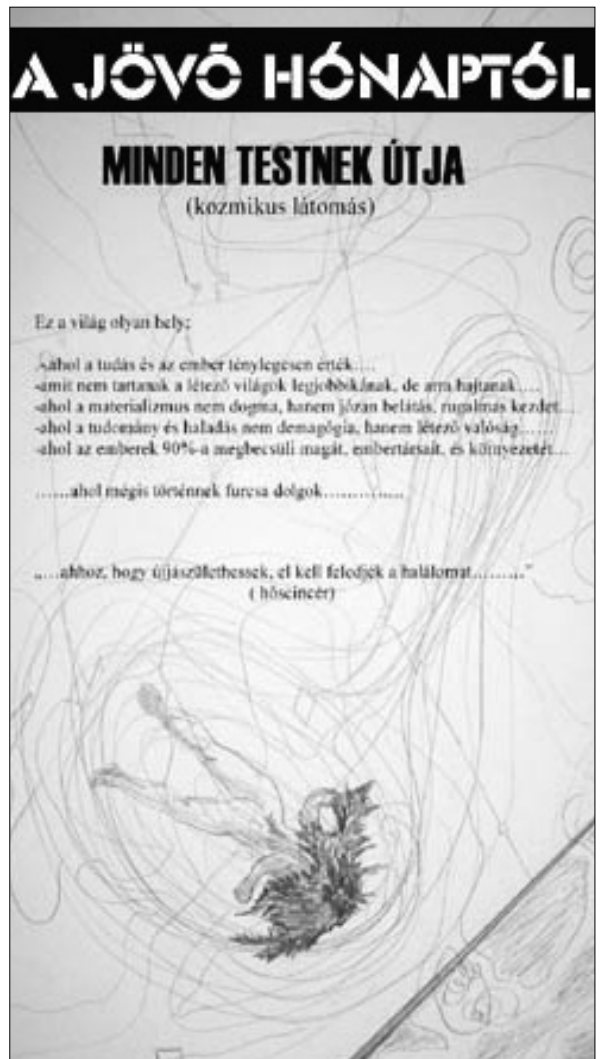 A JÖVŐ HÓNAPTÓL
MINDEN TESTNEK ÚTJA
(kozmikus látomás)
Ez a világ olyan hely:
-ahol a tudás és az ember ténylegesen érték....
-amit nem tartanak a létező világok legjobbikának, de arra hajtanak....
-ahol a materializmus nem dogma, hanem józan belátás, rugalmas kezdet....
-ahol a tudomány és haladás nem demagógia, hanem létező valóság......
-ahol az emberek 90%-a megbecsüli magát, embertársait, és környezetét...
......ahol mégis történnek furcsa dolgok..............
„....ahhoz, hogy újjászülethessek, el kell feledjék a halálomat........."
( hőscincér)